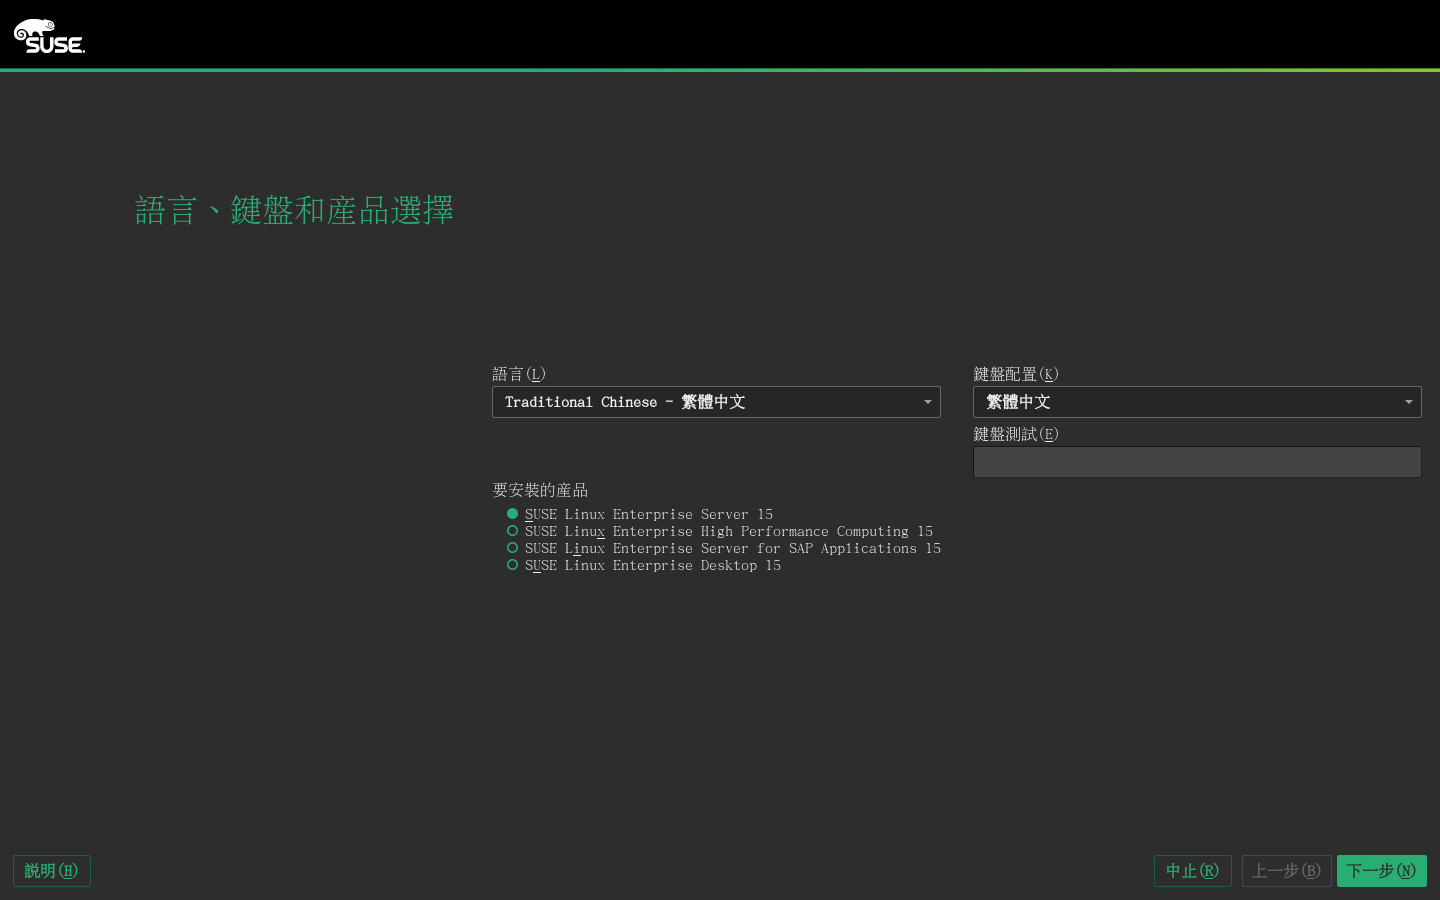 SUSE.
語言、鍵盤和產品選擇
語言(L)
Traditional Chinese - 繁體中文
鍵盤配置(K)
繁體中文
鍵盤測試(E)
要安裝的產品
SUSE Linux Enterprise Server 15
SUSE Linux Enterprise High Performance Computing 15
SUSE Linux Enterprise Server for SAP Applications 15
SUSE Linux Enterprise Desktop 15
説明(H)
中止(R)
上一步(B)
下一步(N)